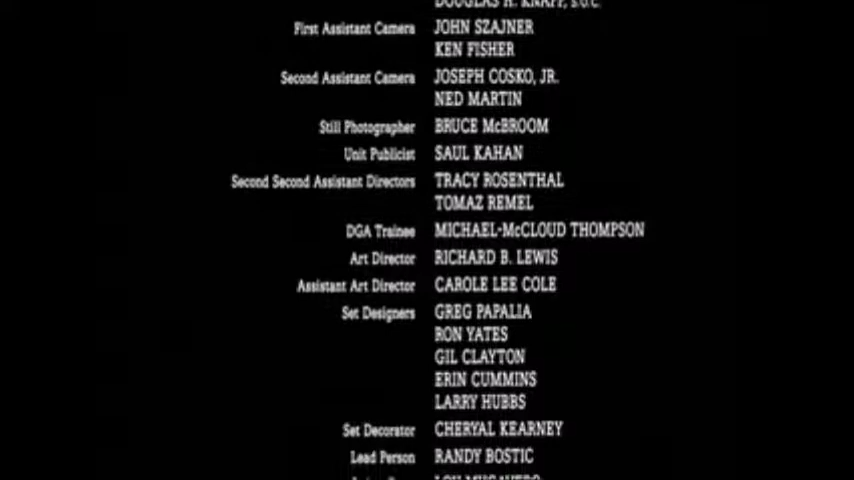 DOUGLAS H. KNAPP, S.O.C.
First Assistant Camera JOHN SZAJNER
KEN FISHER
Second Assistant Camera JOSEPH COSKO, JR.
NED MARTIN
Still Photographer BRUCE McBROOM
Unit Publicist SAUL KAHAN
Second Second Assistant Directors TRACY ROSENTHAL
TOMAZ REMEL
DGA Trainee MICHAEL-McCLOUD THOMPSON
Art Director RICHARD B. LEWIS
Assistant Art Director CAROLE LEE COLE
Set Designers GREG PAPALIA
RON YATES
GIL CLAYTON
ERIN CUMMINS
LARRY HUBBS
Set Decorator CHERYAL KEARNEY
Lead Person RANDY BOSTIC